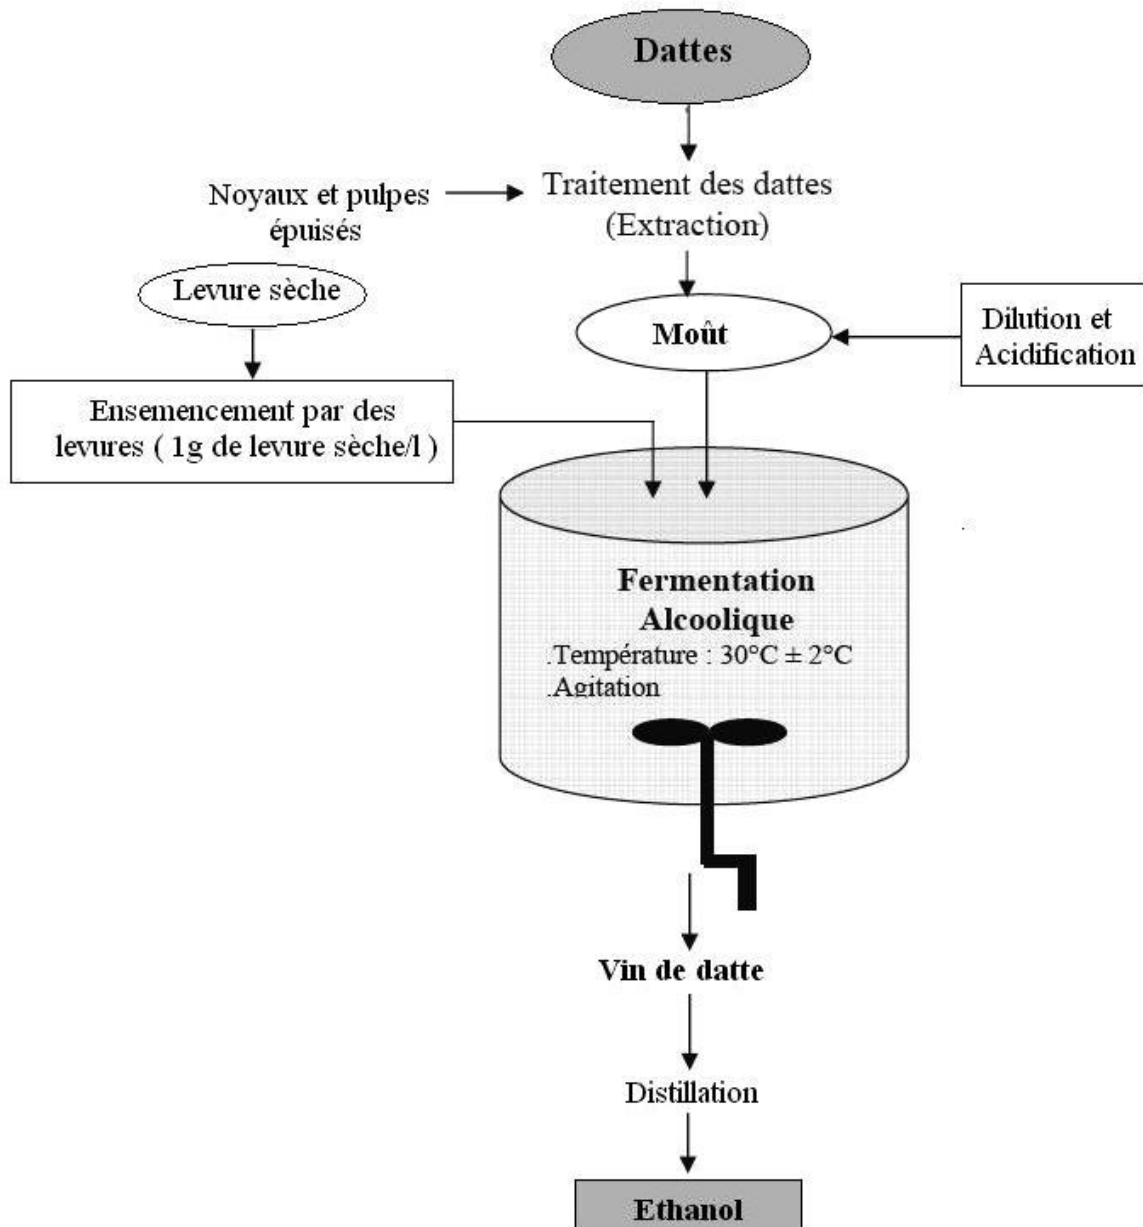 Dattes
Noyaux et pulpes
épuisés
Traitement des dattes
(Extraction)
Levure sèche
Moût
Dilution et
Acidification
Ensemencement par des
levures ( 1g de levure sèche/l )
Fermentation
Alcoolique
.Température : 30°C ± 2°C
.Agitation
Vin de datte
Distillation
Ethanol